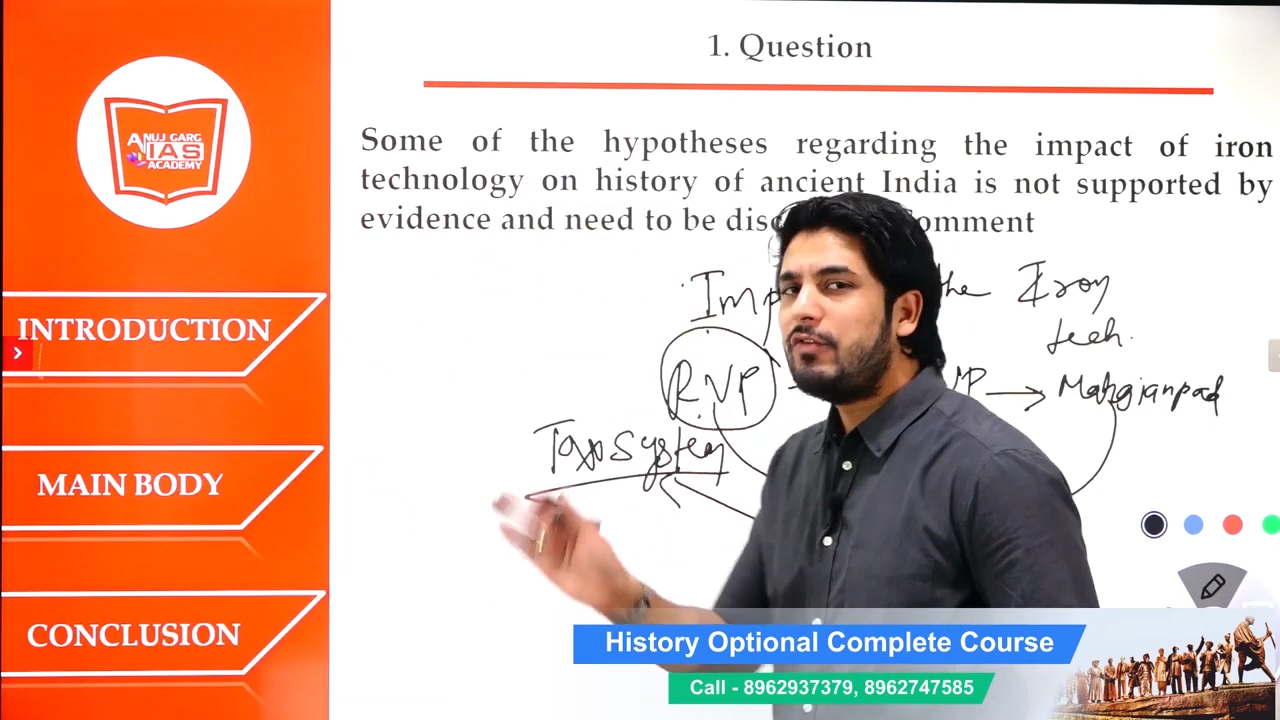 1. Question
ANUJ GARG
IAS
ACADEMY
Some of the hypotheses regarding the impact of iron
technology on history of ancient India is not supported by
evidence and need to be disc omment
Imp the Iron
tech.
R.VP
Tax System
INTRODUCTION
MAIN BODY
CONCLUSION
History Optional Complete Course
Call - 8962937379, 8962747585